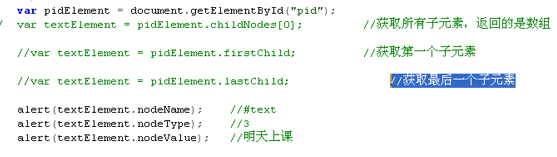 var pidElement = document.getElementById("pid");
/ var textElement = pidElement.childNodes[0]; //获取所有子元素，返回的是数组
//var textElement = pidElement.firstChild; //获取第一个子元素
//var textElement = pidElement.lastChild; //获取最后一个子元素
alert(textElement.nodeName); //#text
alert(textElement.nodeType); //3
alert(textElement.nodeValue); //明天上课